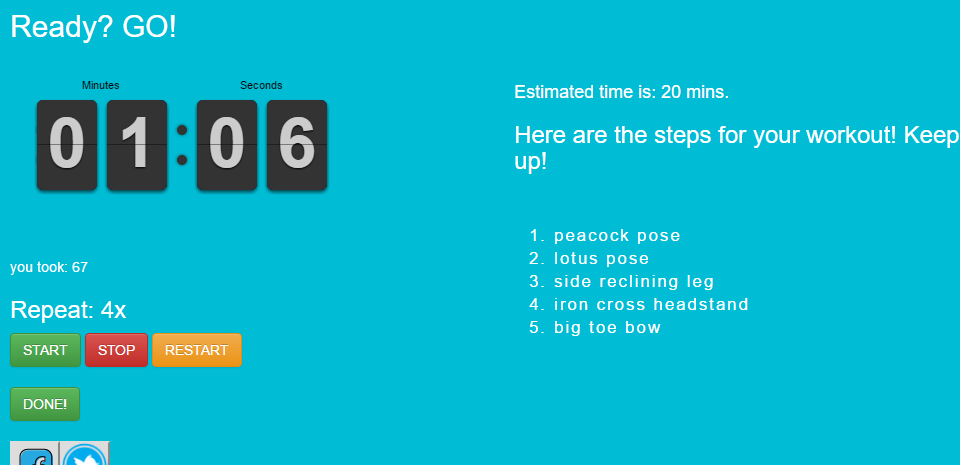 Ready? GO!
Minutes Seconds
01:06
you took: 67
Repeat: 4x
START STOP RESTART
DONE!
Estimated time is: 20 mins.
Here are the steps for your workout! Keep
up!
1. peacock pose
2. lotus pose
3. side reclining leg
4. iron cross headstand
5. big toe bow